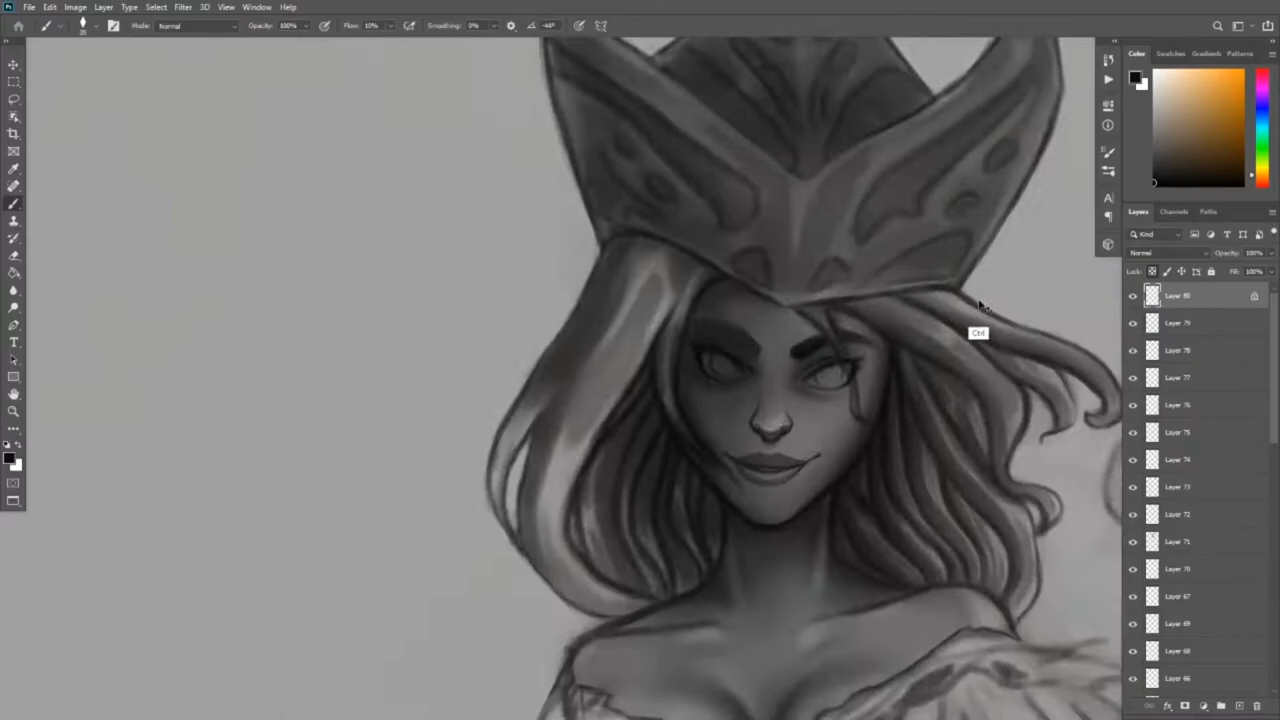 Ps File Edit Image Layer Type Select Filter 3D View Window Help
Mode: Normal Opacity: 100% Flow: 10% Smoothing: 0% -44°
Color Swatches Gradients Patterns
Layers Channels Paths
Kind
Normal Opacity: 100%
Lock: Fill: 100%
Layer 80
Layer 79
Ctrl
Layer 78
Layer 77
Layer 76
Layer 75
Layer 74
Layer 73
Layer 72
Layer 71
Layer 70
Layer 67
Layer 69
Layer 68
Layer 66